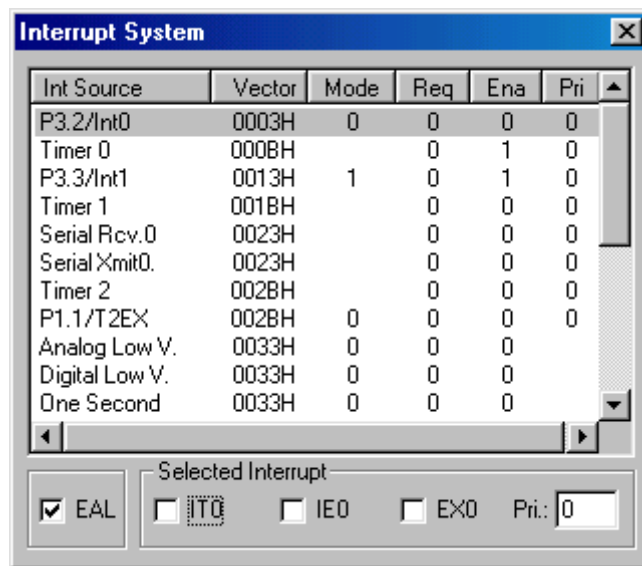 Interrupt System
Int Source Vector Mode Req Ena Pri
P3.2/Int0 0003H 0 0 0 0
Timer 0 000BH 0 1 0
P3.3/Int1 0013H 1 0 1 0
Timer 1 001BH 0 0 0
Serial Rcv.0 0023H 0 0 0
Serial Xmit0. 0023H 0 0 0
Timer 2 002BH 0 0 0
P1.1/T2EX 002BH 0 0 0 0
Analog Low V. 0033H 0 0 0
Digital Low V. 0033H 0 0 0
One Second 0033H 0 0 0
Selected Interrupt
EAL IT0 IE0 EX0 Pri.: 0